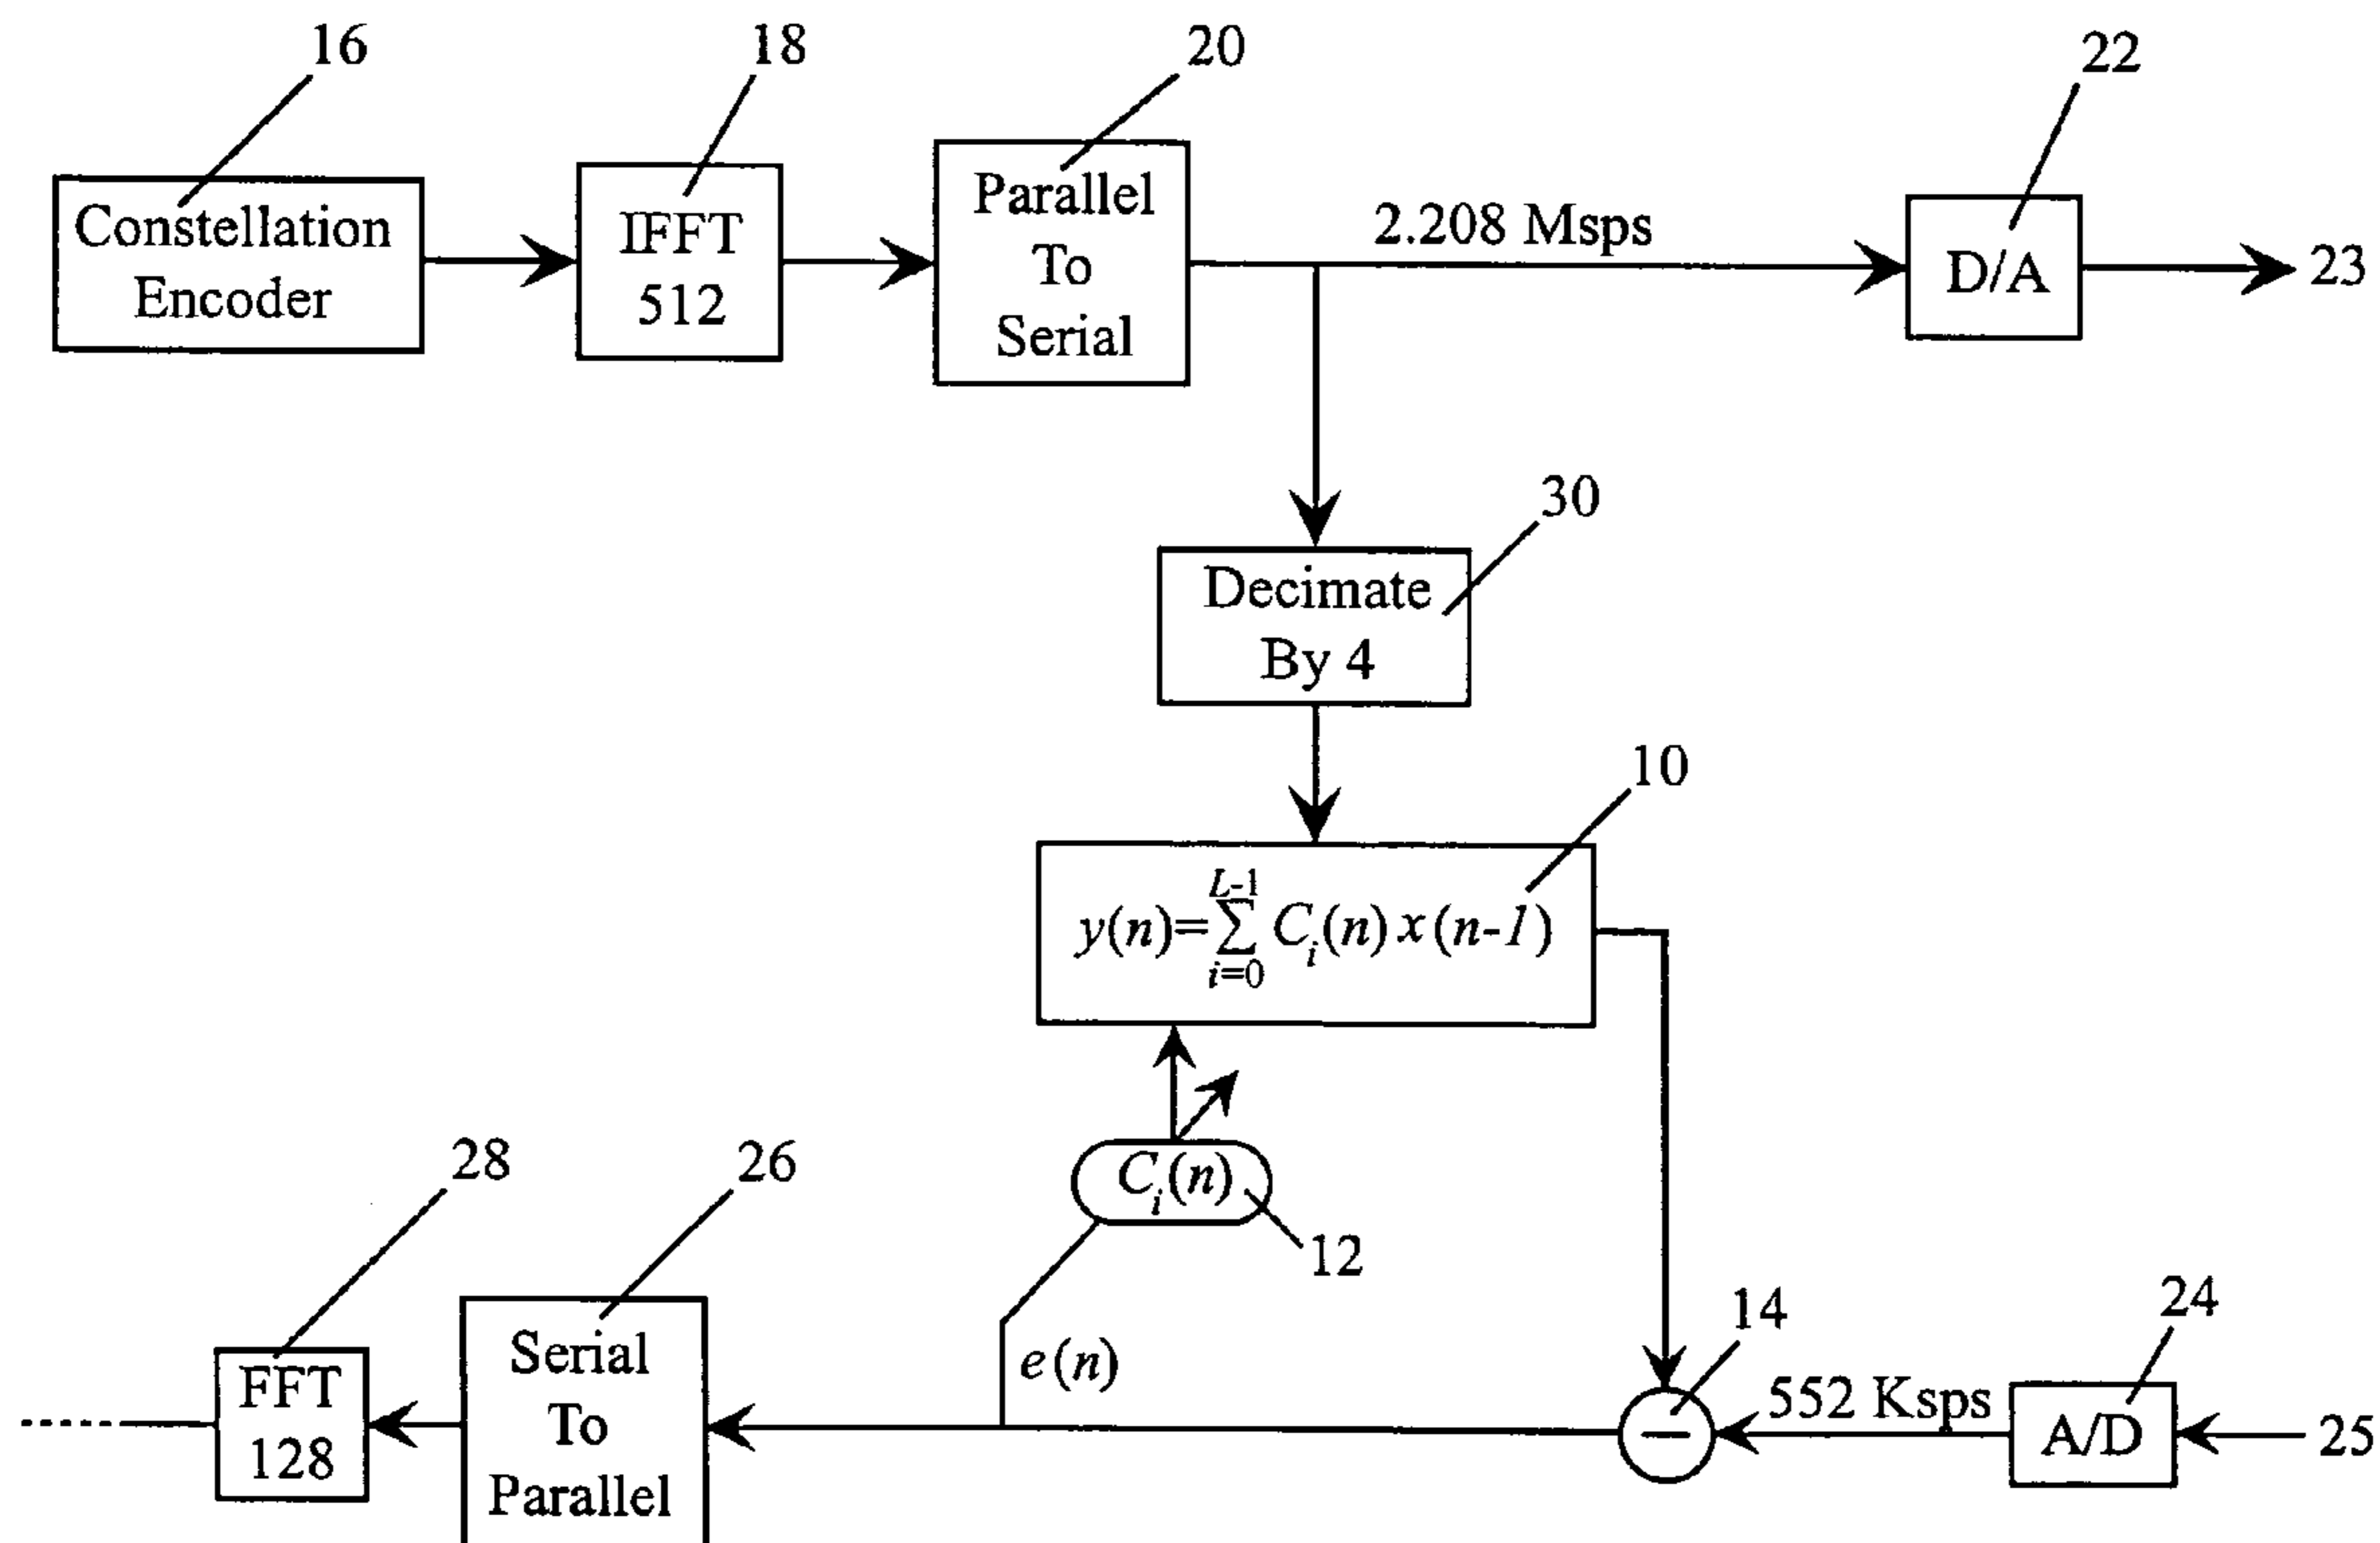 16
18
20
22
Constellation
Encoder
IFFT
512
Parallel
To
Serial
2.208 Msps
D/A
23
30
Decimate
By 4
10
y(n)=∑ C_i(n) x(n-1)
L-1
i=0
C_i(n)
12
28
26
14
24
FFT
128
Serial
To
Parallel
e(n)
552 Ksps
A/D
25